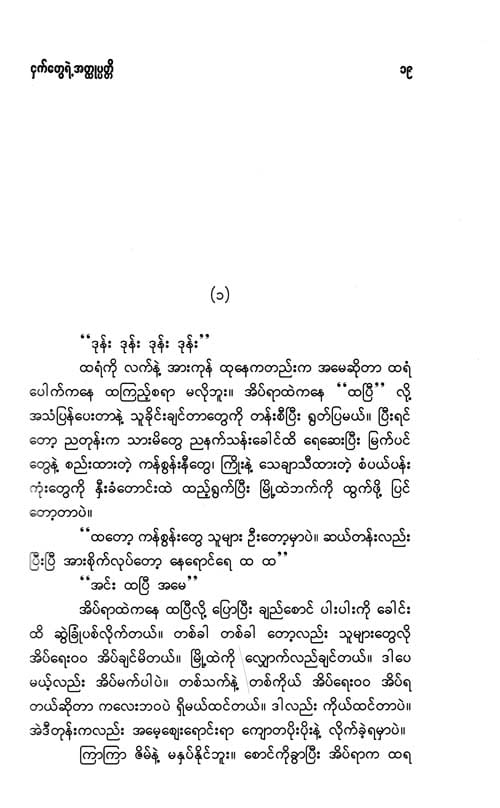 ငှက်တွေရဲ့အတ္ထုပ္ပတ္တိ ၁၉
(၁)
“ဒုန်း ဒုန်း ဒုန်း ဒုန်း”
ထရံကို လက်နဲ့ အားကုန် ထုနေကတည်းက အမေဆိုတာ ထရံ
ပေါက်ကနေ ထကြည့်စရာ မလိုဘူး။ အိပ်ရာထဲကနေ “ထပြီ” လို့
အသံပြန်ပေးတာနဲ့ သူခိုင်းချင်တာတွေကို တန်းစီပြီး ရွတ်ပြမယ်။ ပြီးရင်
တော့ ညတုန်းက သားမိတွေ ညနက်သန်းခေါင်ထိ ရေဆေးပြီး မြက်ပင်
တွေနဲ့ စည်းထားတဲ့ ကန်စွန်းနီတွေ၊ ကြိုးနဲ့ သေချာသီထားတဲ့ စံပယ်ပန်း
ကုံးတွေကို နှီးခံတောင်းထဲ ထည့်ရွက်ပြီး မြို့ထဲဘက်ကို ထွက်ဖို့ ပြင်
တော့တာပဲ။
“ထတော့ ကန်စွန်းတွေ သူများ ဦးတော့မှာပဲ။ ဆယ်တန်းလည်း
ပြီးပြီ အားစိုက်လုပ်တော့ နေရောင်ရေ ထ ထ”
“အင်း ထပြီ အမေ”
အိပ်ရာထဲကနေ ထပြီလို့ ပြောပြီး ချည်စောင် ပါးပါးကို ခေါင်း
ထိ ဆွဲခြုံပစ်လိုက်တယ်။ တစ်ခါ တစ်ခါ တော့လည်း သူများတွေလို
အိပ်ရေးဝဝ အိပ်ချင်မိတယ်။ မြို့ထဲကို လျှောက်လည်ချင်တယ်။ ဒါပေ
မယ့်လည်း အိပ်မက်ပါပဲ။ တစ်သက်နဲ့ တစ်ကိုယ် အိပ်ရေးဝဝ အိပ်ရ
တယ်ဆိုတာ ကလေးဘဝပဲ ရှိမယ်ထင်တယ်။ ဒါလည်း ကိုယ်ထင်တာပဲ။
အဲဒီတုန်းကလည်း အမေ့ဈေးရောင်းရာ ကျောတပိုးပိုးနဲ့ လိုက်ခဲ့ရမှာပဲ။
ကြာကြာ ဇိမ်နဲ့ မနှပ်နိုင်ဘူး။ စောင်ကိုခွာပြီး အိပ်ရာက ထရ